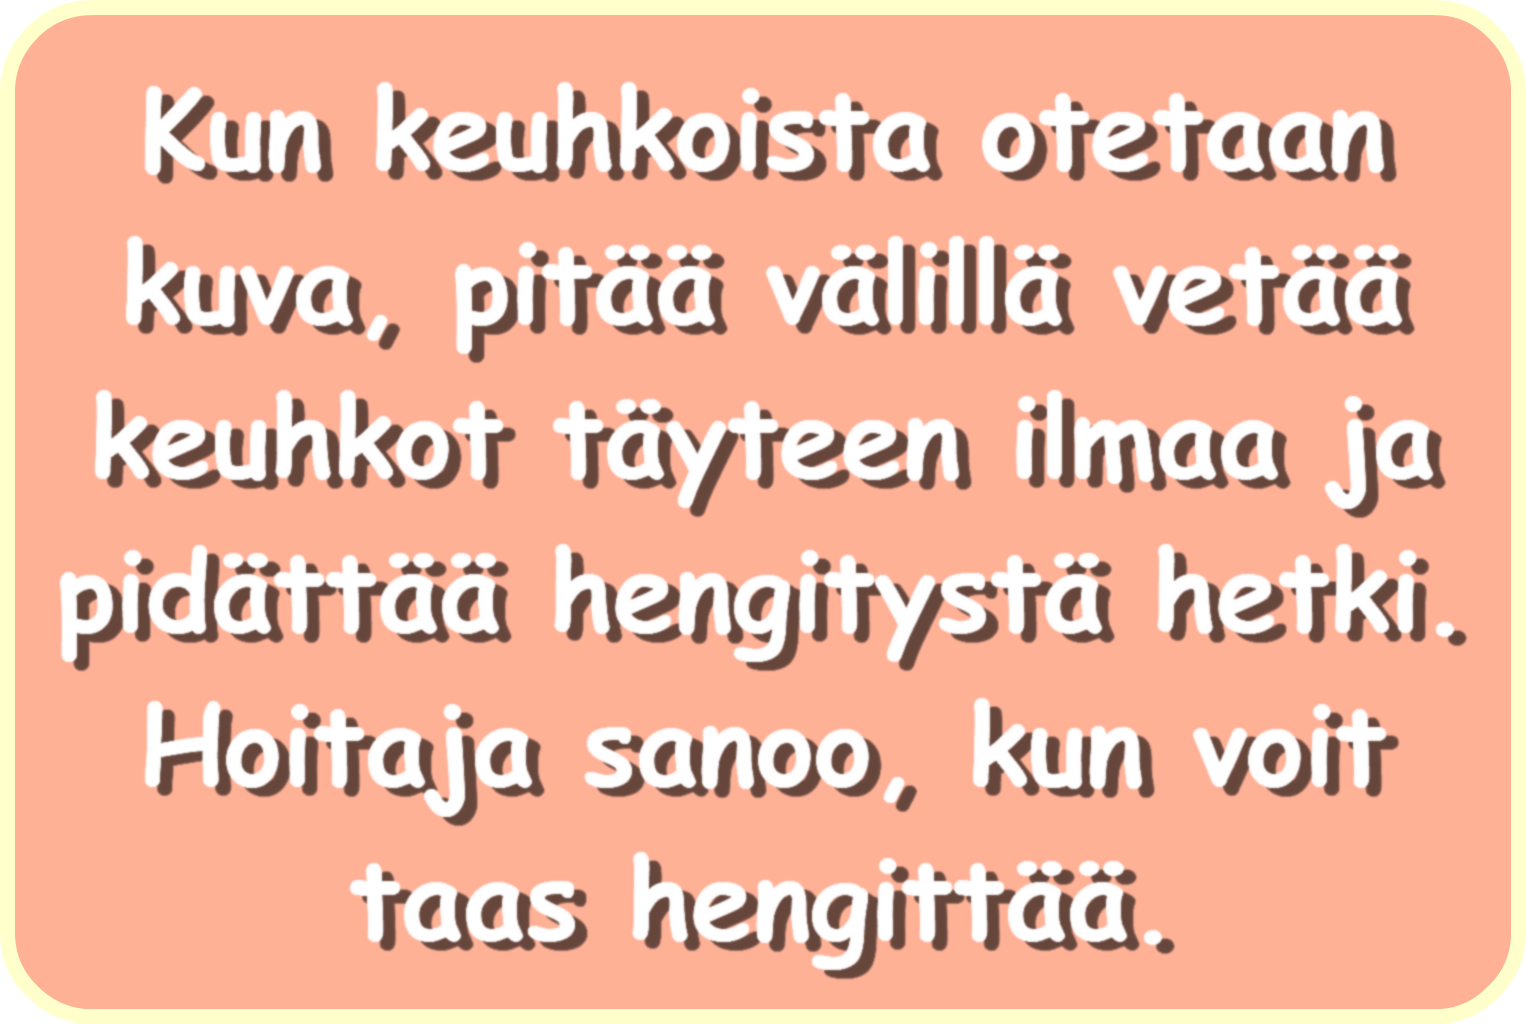 Kun keuhkoista otetaan
kuva, pitää välillä vetää
keuhkot täyteen ilmaa ja
pidättää hengitystä hetki.
Hoitaja sanoo, kun voit
taas hengittää.